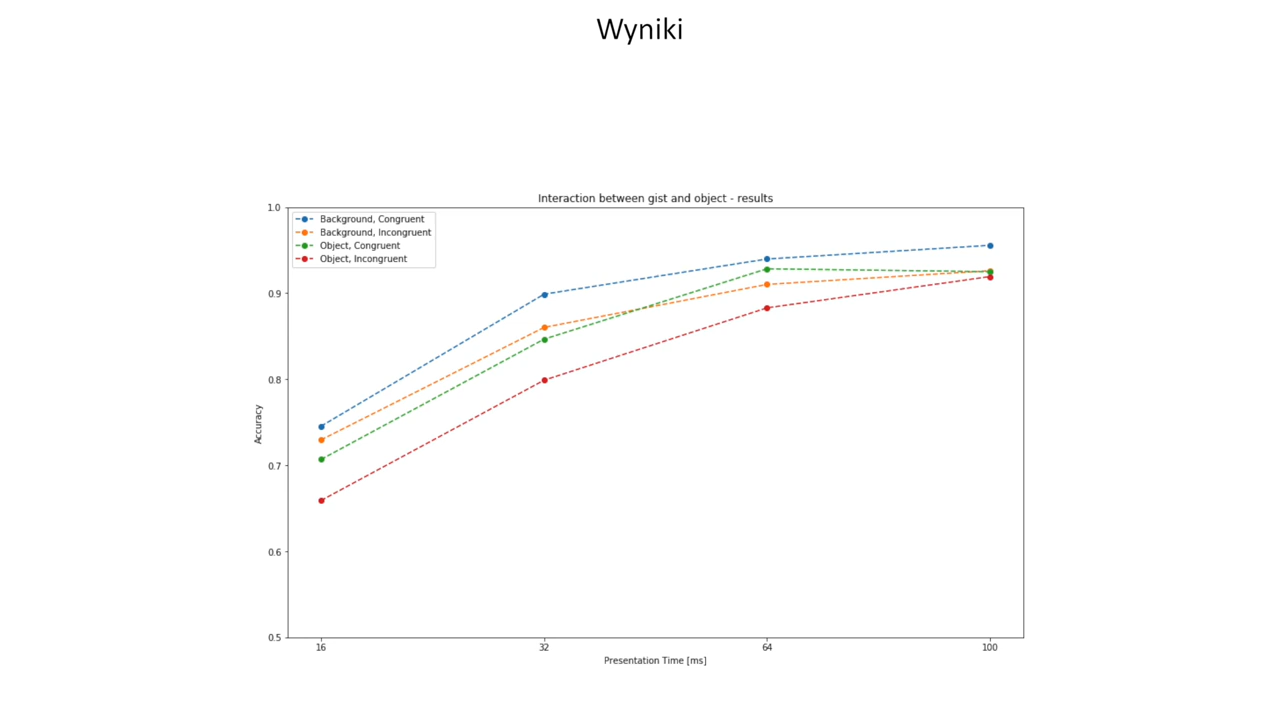 Wyniki
Interaction between gist and object - results
Background, Congruent
Background, Incongruent
Object, Congruent
Object, Incongruent
1.0
0.9
0.8
0.7
0.6
0.5
Accuracy
16 32 64 100
Presentation Time [ms]